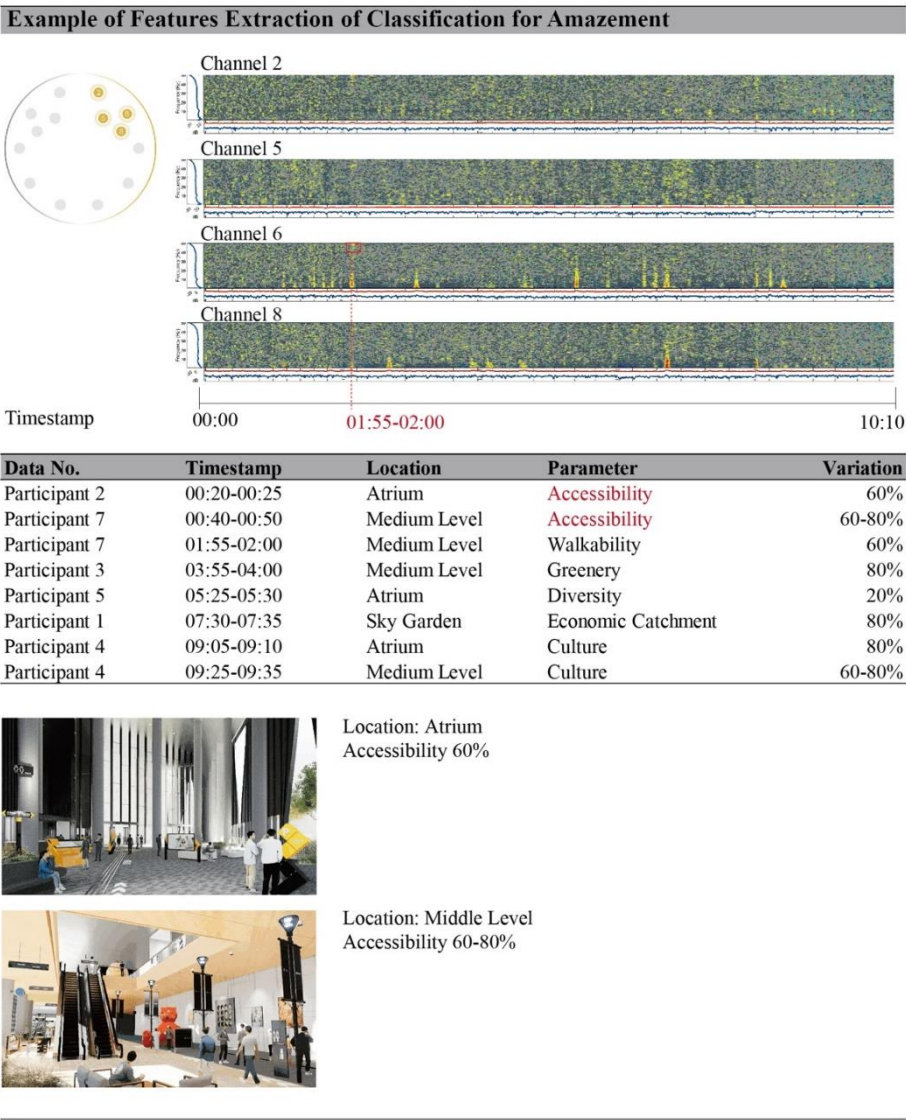 Example of Features Extraction of Classification for Amazement
Channel 2
Channel 5
Channel 6
Channel 8
Timestamp 00:00 01:55-02:00 10:10
Data No. Timestamp Location Parameter Variation
Participant 2 00:20-00:25 Atrium Accessibility 60%
Participant 7 00:40-00:50 Medium Level Accessibility 60-80%
Participant 7 01:55-02:00 Medium Level Walkability 60%
Participant 3 03:55-04:00 Medium Level Greenery 80%
Participant 5 05:25-05:30 Atrium Diversity 20%
Participant 1 07:30-07:35 Sky Garden Economic Catchment 80%
Participant 4 09:05-09:10 Atrium Culture 80%
Participant 4 09:25-09:35 Medium Level Culture 60-80%
Location: Atrium
Accessibility 60%
Location: Middle Level
Accessibility 60-80%